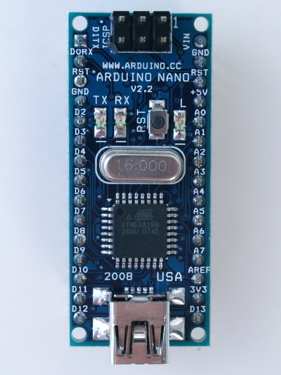 D1TX
ICSP
1
D0RX
VIN
RST
GND
GND
RST
WWW.ARDUINO.CC
ARDUINO NANO
V2.2
+5V
D2
A0
TX RX
RST
L
D3
A1
D4
A2
D5
A3
16.000
D6
A4
D7
A5
ATMEL
D8
A6
D9
A7
D10
AREF
2008
USA
D11
3V3
D12
D13